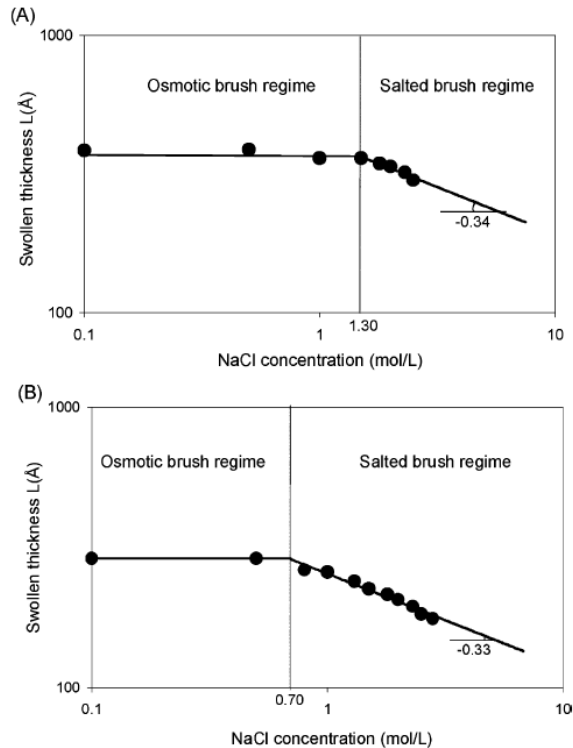 (A)
1000
Osmotic brush regime Salted brush regime
Swollen thickness L(Å)
-0.34
100
1.30
0.1 1 10
NaCl concentration (mol/L)
(B)
1000
Osmotic brush regime Salted brush regime
Swollen thickness L(Å)
-0.33
100
0.70
0.1 1 10
NaCl concentration (mol/L)